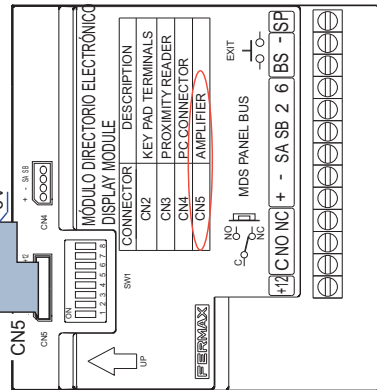 CN5
CN5
+12
+ - SA SB
CN4
ON
1 2 3 4 5 6 7 8
SW1
UP
FERMAX
MÓDULO DIRECTORIO ELECTRÓNICO
DISPLAY MODULE
CONNECTOR DESCRIPTION
CN2 KEY PAD TERMINALS
CN3 PROXIMITY READER
CN4 PC CONNECTOR
CN5 AMPLIFIER
NO
C
NC
MDS PANEL BUS
EXIT
+12 C NO NC + - SA SB 2 6 BS - SP